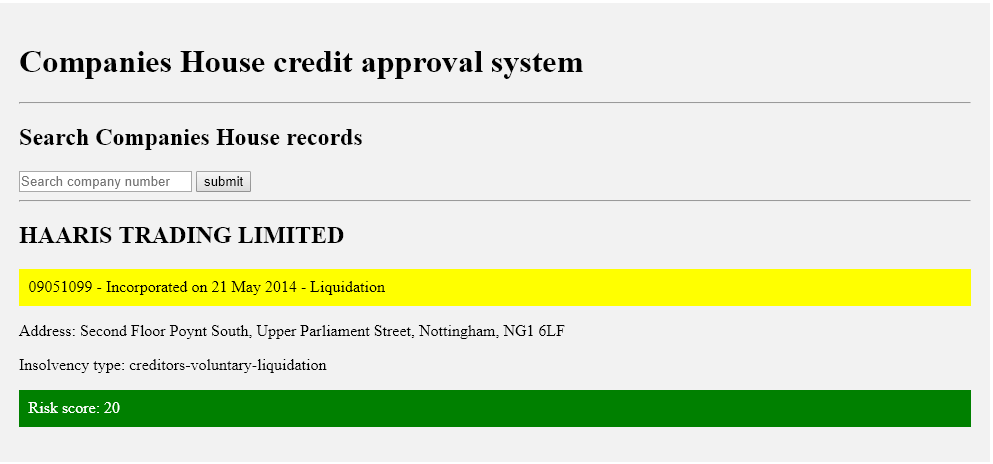 Companies House credit approval system
Search Companies House records
Search company number submit
HAARIS TRADING LIMITED
09051099 - Incorporated on 21 May 2014 - Liquidation
Address: Second Floor Poynt South, Upper Parliament Street, Nottingham, NG1 6LF
Insolvency type: creditors-voluntary-liquidation
Risk score: 20